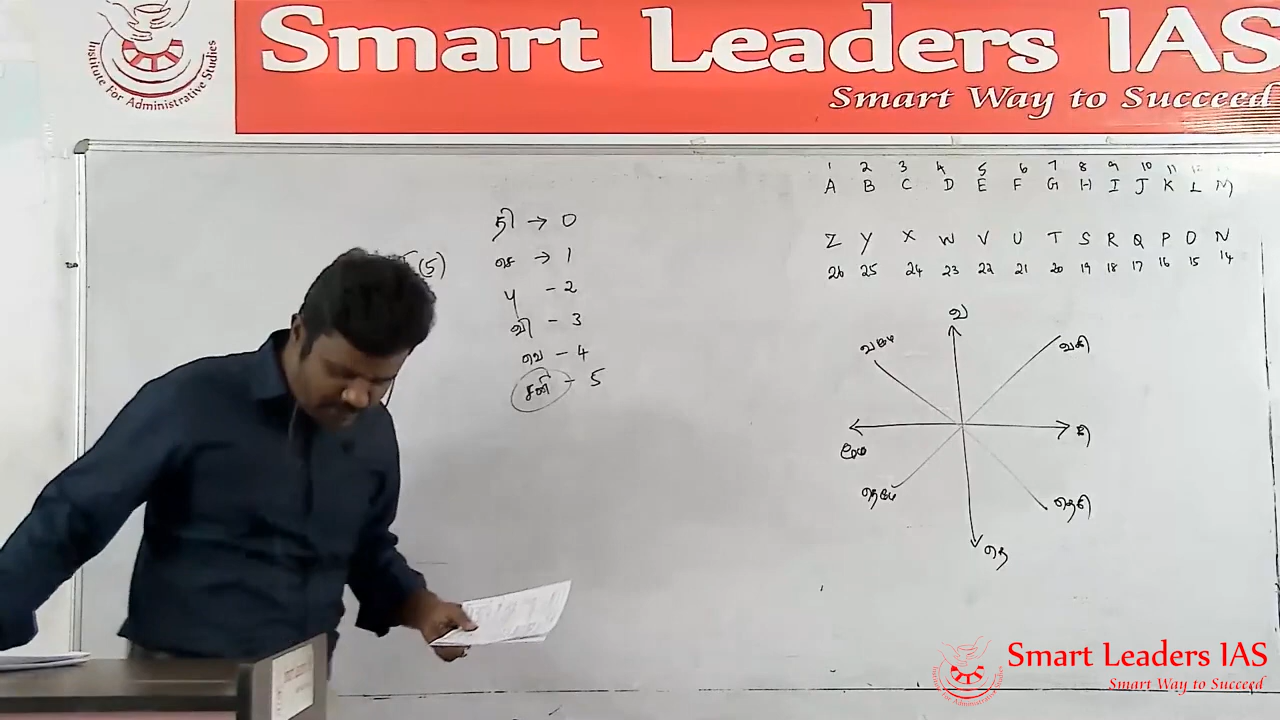 Smart Leaders IAS
Smart Way to Succeed
Institute For Administrative Studies
(5)
தி → 0
செ → 1
பு - 2
வி - 3
வெ - 4
சனி - 5
1 2 3 4 5 6 7 8 9 10 11 12 13
A B C D E F G H I J K L M
Z Y X W V U T S R Q P O N
26 25 24 23 22 21 20 19 18 17 16 15 14
வ
வமே வகி
மே கி
தெமே தெகி
தெ
Smart Leaders IAS
Smart Way to Succeed